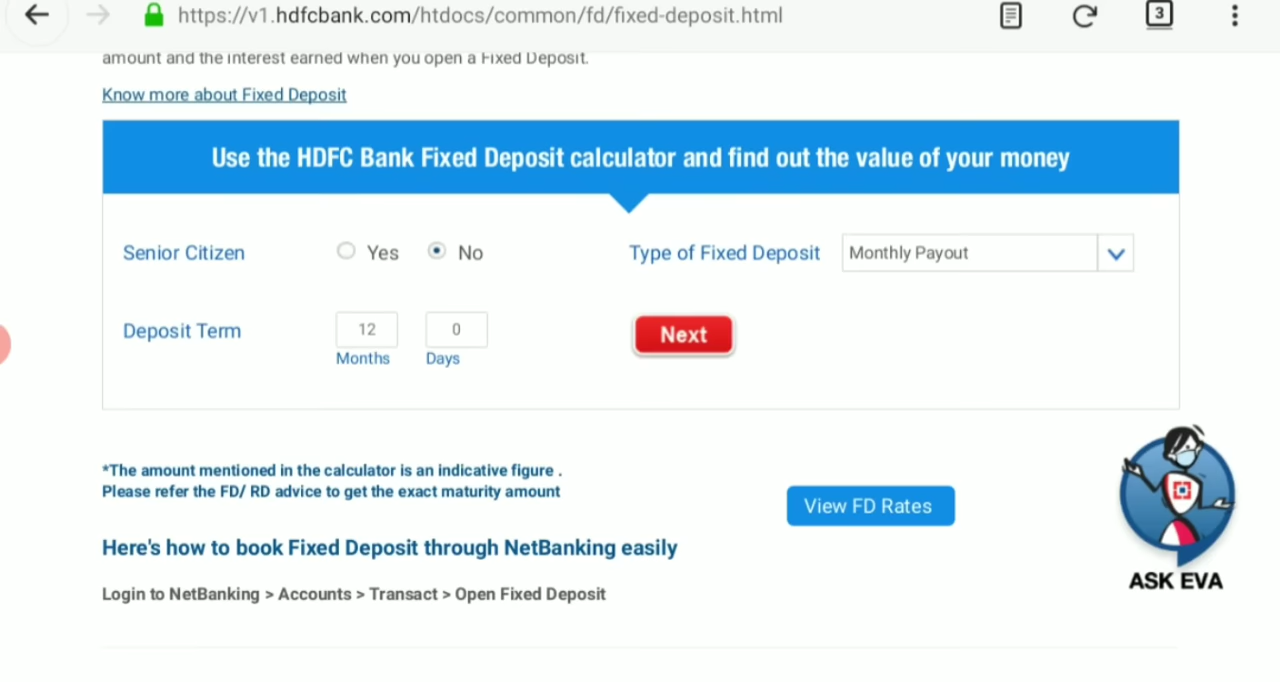 https://v1.hdfcbank.com/htdocs/common/fd/fixed-deposit.html
3
amount and the interest earned when you open a Fixed Deposit.
Know more about Fixed Deposit
Use the HDFC Bank Fixed Deposit calculator and find out the value of your money
Senior Citizen Yes No Type of Fixed Deposit Monthly Payout
Deposit Term 12 0 Next
Months Days
*The amount mentioned in the calculator is an indicative figure .
Please refer the FD/ RD advice to get the exact maturity amount
View FD Rates
Here's how to book Fixed Deposit through NetBanking easily
ASK EVA
Login to NetBanking > Accounts > Transact > Open Fixed Deposit